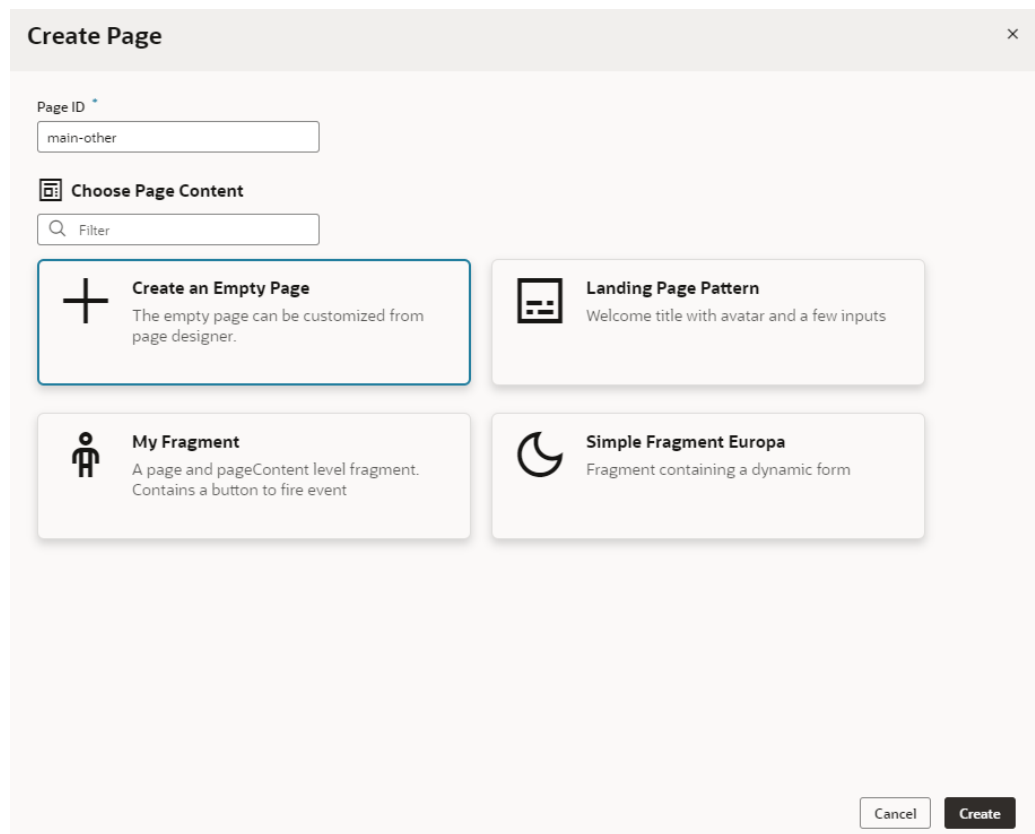 Create Page
Page ID *
main-other
Choose Page Content
Filter
Create an Empty Page
The empty page can be customized from
page designer.
Landing Page Pattern
Welcome title with avatar and a few inputs
My Fragment
A page and pageContent level fragment.
Contains a button to fire event
Simple Fragment Europa
Fragment containing a dynamic form
Cancel
Create